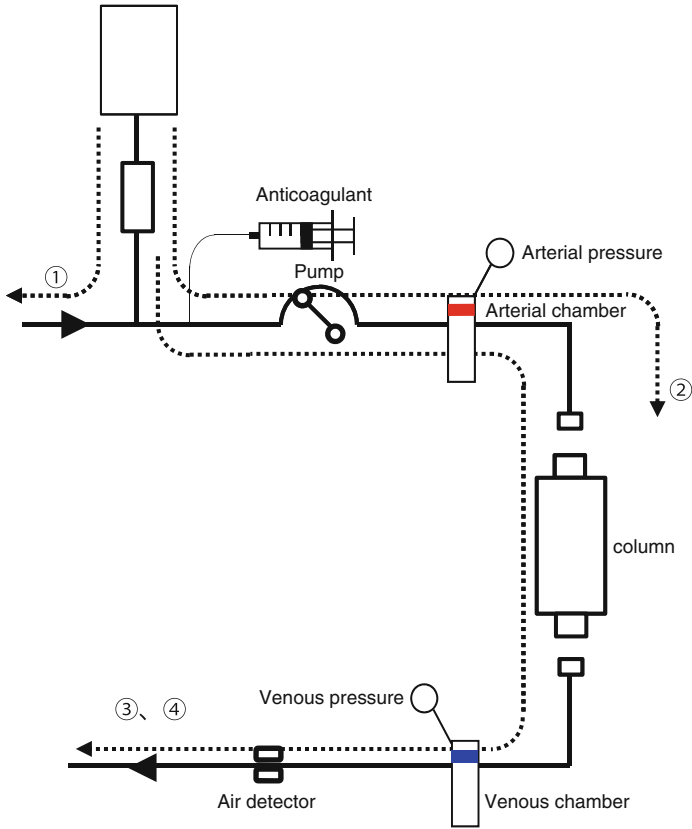 Anticoagulant
①
Pump
Arterial pressure
Arterial chamber
②
column
③、④
Venous pressure
Air detector
Venous chamber